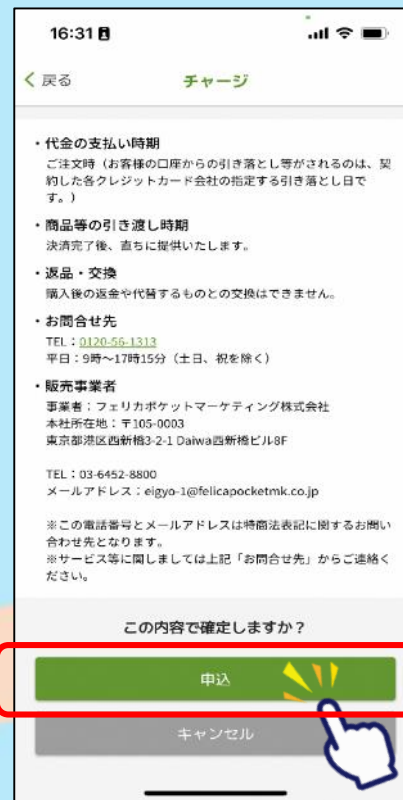 16:31
戻る
チャージ
・代金の支払い時期
ご注文時（お客様の口座からの引き落とし等がされるのは、契
約した各クレジットカード会社の指定する引き落とし日で
す。）
・商品等の引き渡し時期
決済完了後、直ちに提供いたします。
・返品・交換
購入後の返金や代替するものとの交換はできません。
・お問合せ先
TEL：0120-56-1313
平日：9時～17時15分（土日、祝を除く）
・販売事業者
事業者：フェリカポケットマーケティング株式会社
本社所在地：〒105-0003
東京都港区西新橋3-2-1 Daiwa西新橋ビル8F
TEL：03-6452-8800
メールアドレス：eigyo-1@felicapocketmk.co.jp
※この電話番号とメールアドレスは特商法表記に関するお問い
合わせ先となります。
※サービス等に関しましては上記「お問合せ先」からご連絡く
ださい。
この内容で確定しますか？
申込
キャンセル